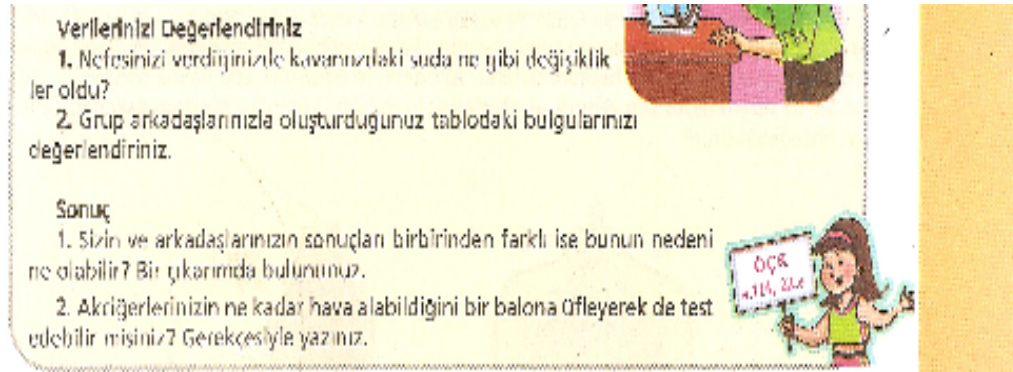 Verilerinizi Değerlendiriniz
1. Nefesinizi verdiğinizde kavanozdaki suda ne gibi değişiklik
ler oldu?
2. Grup arkadaşlarınızla oluşturduğunuz tablodaki bulgularınızı
değerlendiriniz.
Sonuç
1. Sizin ve arkadaşlarınızın sonuçları birbirinden farklı ise bunun nedeni
ne olabilir? Bir çıkarımda bulununuz.
2. Akciğerlerinizin ne kadar hava alabildiğini bir balona üfleyerek de test
edebilir misiniz? Gerekçesiyle yazınız.
ÖÇK